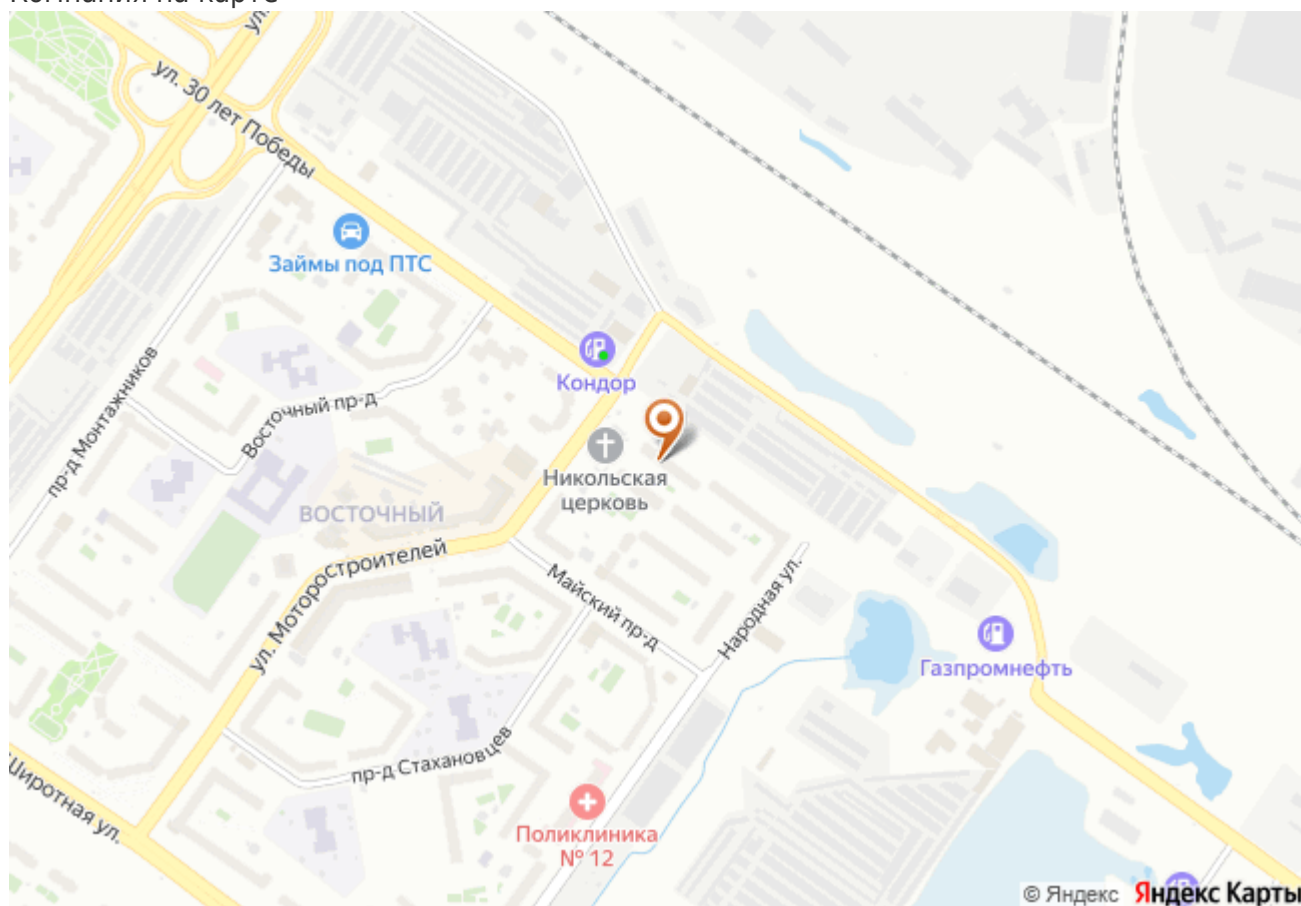 Компания на карте
ул.
ул. 30 лет Победы
Займы под ПТС
Кондор
пр-д Монтажников
Восточный пр-д
Никольская
церковь
ВОСТОЧНЫЙ
ул. Моторостроителей
Майский пр-д
Народная ул.
Газпромнефть
пр-д Стахановцев
Широтная ул.
Поликлиника
№ 12
© Яндекс Яндекс Карты